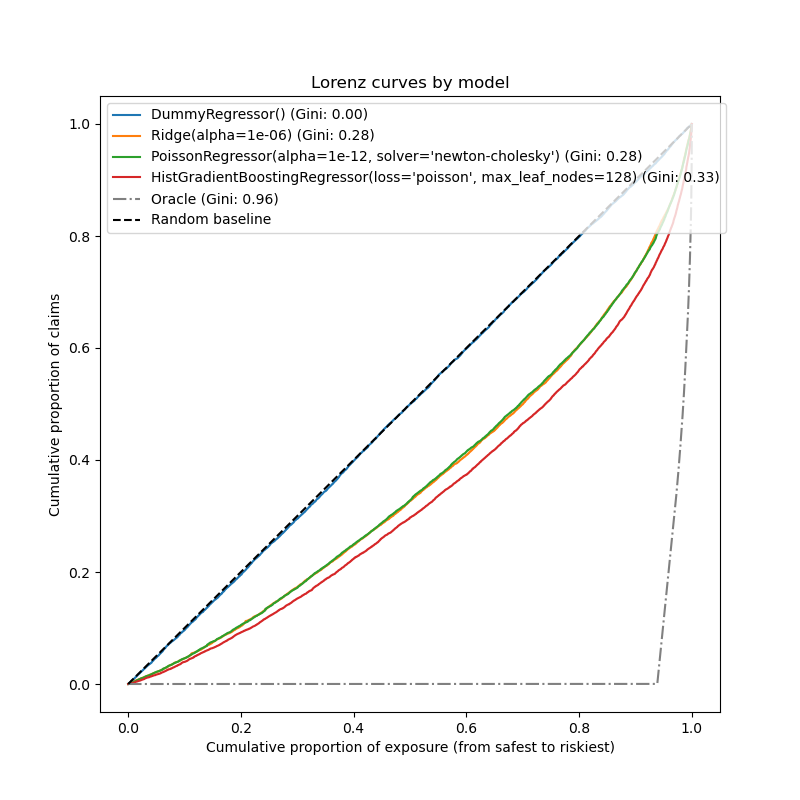 Lorenz curves by model
DummyRegressor() (Gini: 0.00)
Ridge(alpha=1e-06) (Gini: 0.28)
PoissonRegressor(alpha=1e-12, solver='newton-cholesky') (Gini: 0.28)
HistGradientBoostingRegressor(loss='poisson', max_leaf_nodes=128) (Gini: 0.33)
Oracle (Gini: 0.96)
Random baseline
1.0
0.8
0.6
0.4
0.2
0.0
Cumulative proportion of claims
0.0 0.2 0.4 0.6 0.8 1.0
Cumulative proportion of exposure (from safest to riskiest)